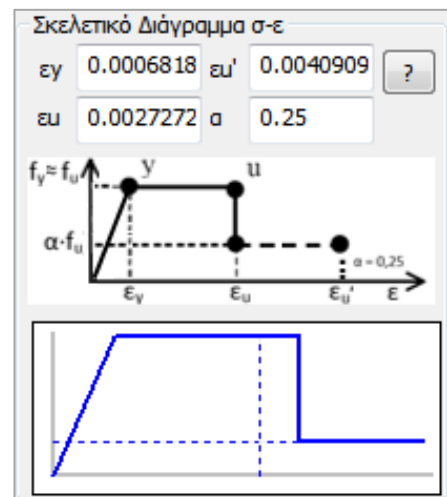 Σκελετικό Διάγραμμα σ-ε
εy 0.0006818 εu' 0.0040909 ?
εu 0.0027272 α 0.25
fy≈ fu y u
α·fu α = 0,25
εy εu εu' ε